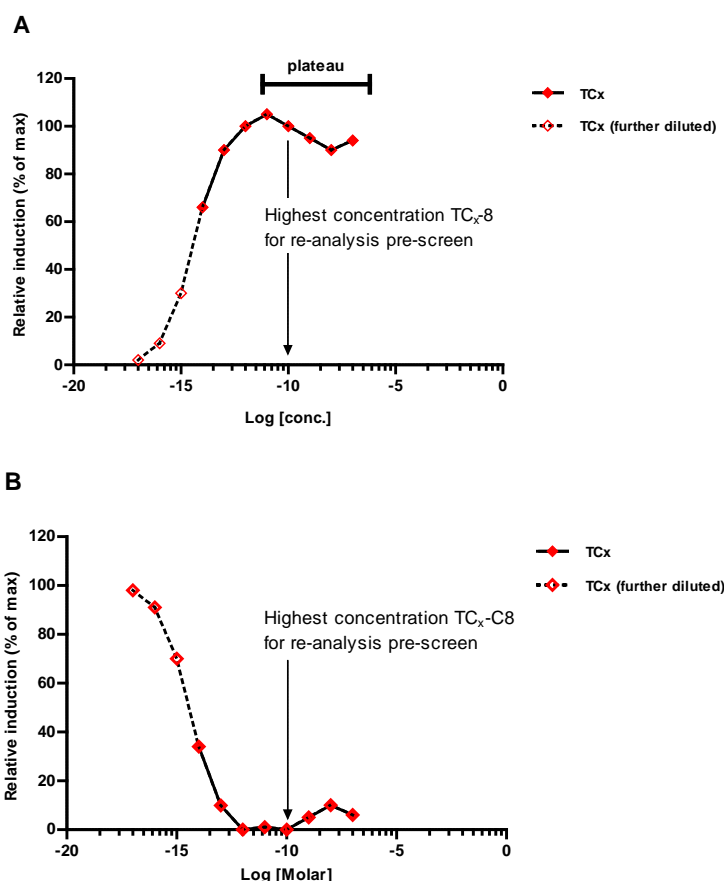 A
plateau
120
100
80
60
40
20
0
-20
-15
-10
-5
0
Relative induction (% of max)
Log [conc.]
Highest concentration TCx-8
for re-analysis pre-screen
TCx
TCx (further diluted)
B
120
100
80
60
40
20
0
-20
-15
-10
-5
0
Relative induction (% of max)
Log [Molar]
Highest concentration TCx-C8
for re-analysis pre-screen
TCx
TCx (further diluted)